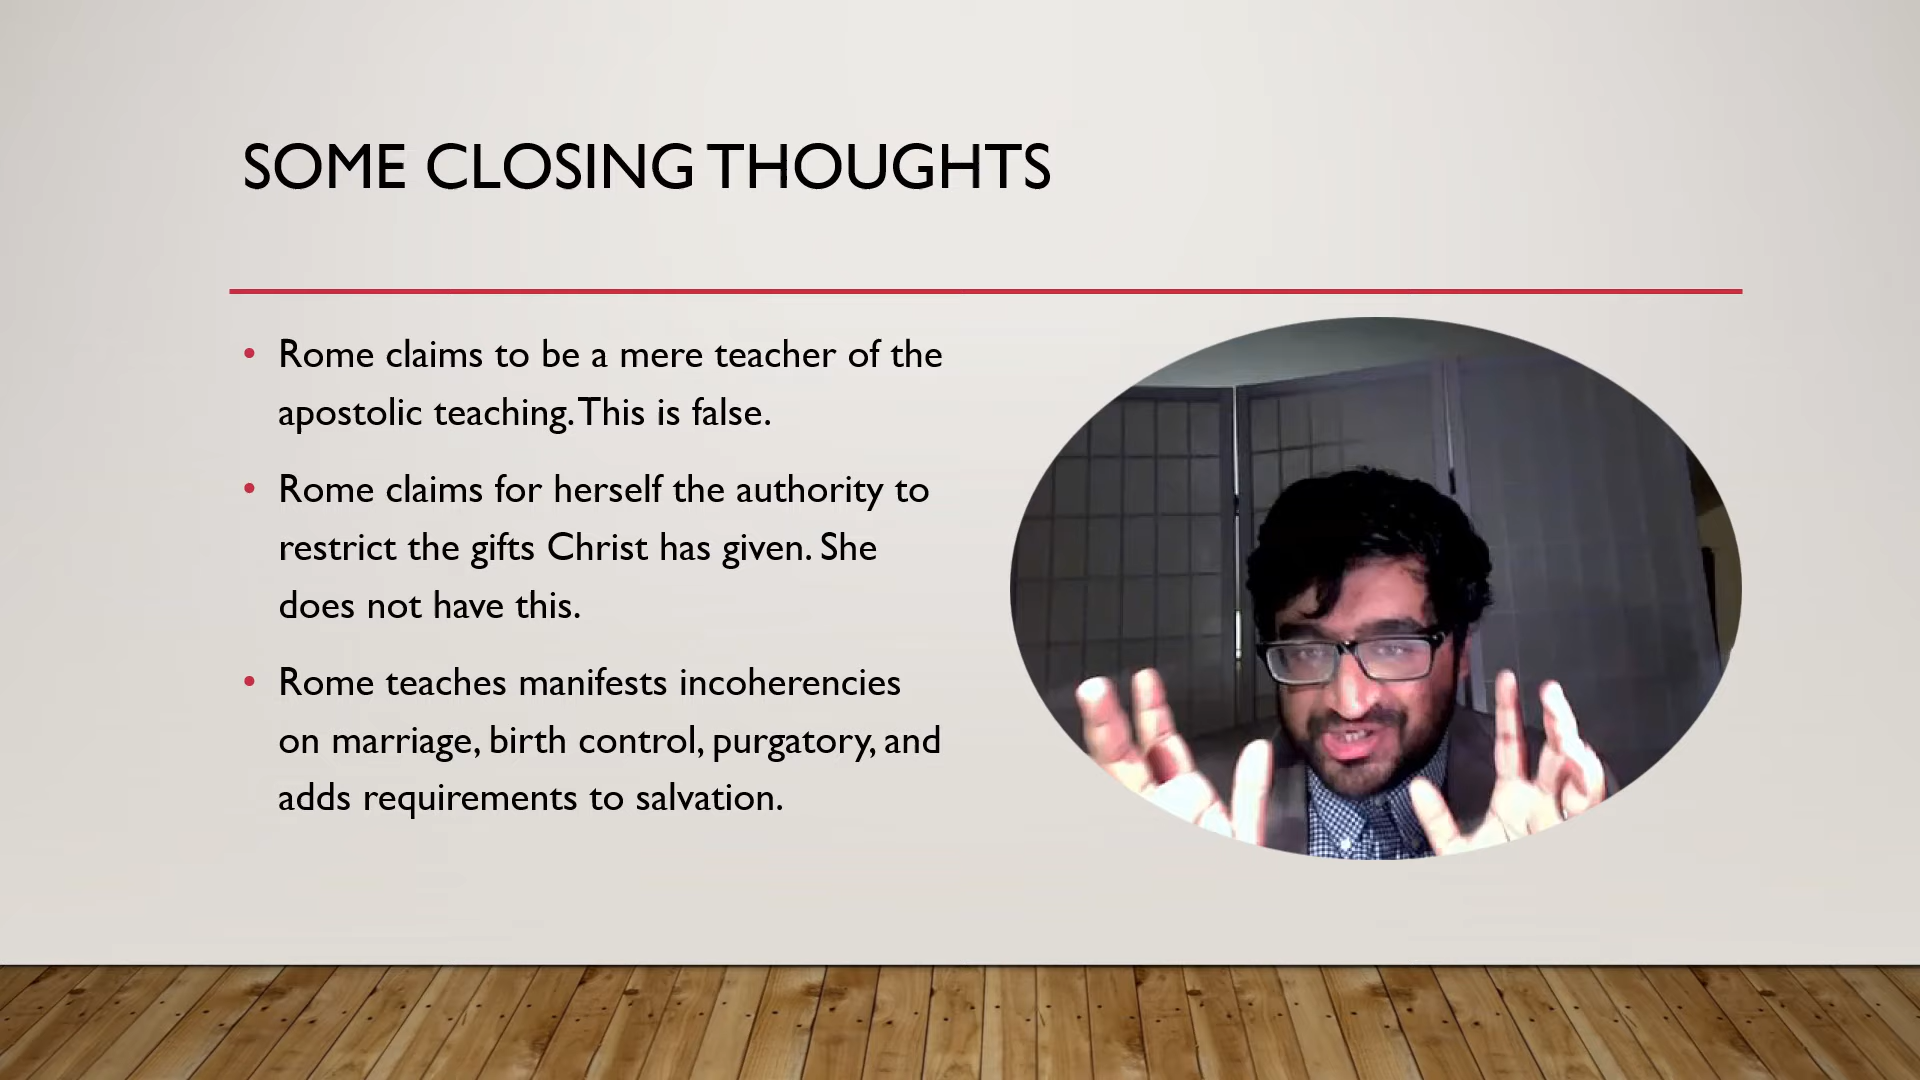 SOME CLOSING THOUGHTS
• Rome claims to be a mere teacher of the
apostolic teaching. This is false.
• Rome claims for herself the authority to
restrict the gifts Christ has given. She
does not have this.
• Rome teaches manifests incoherencies
on marriage, birth control, purgatory, and
adds requirements to salvation.